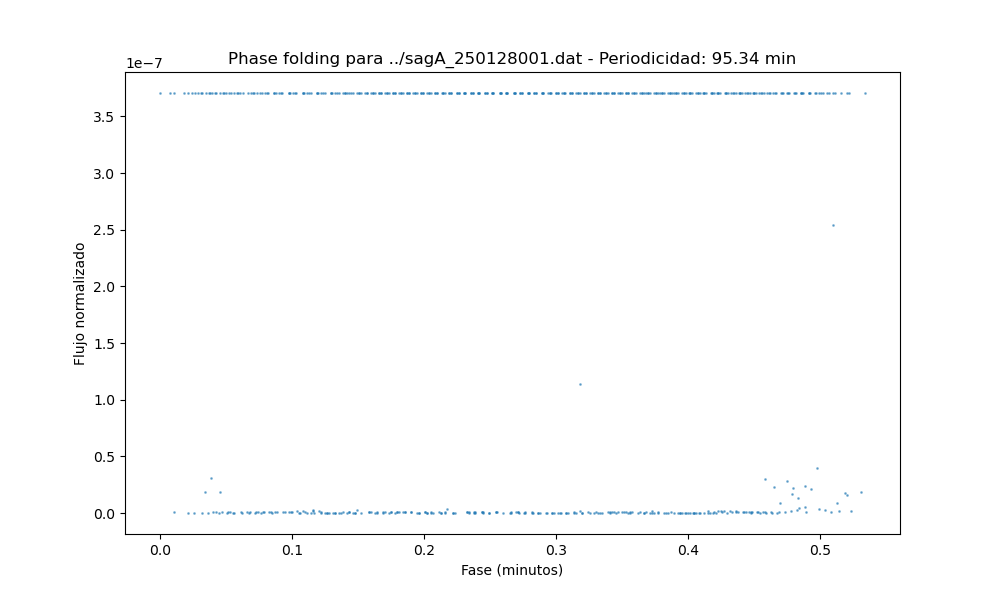 Phase folding para ../sagA_250128001.dat - Periodicidad: 95.34 min
1e−7
3.5
3.0
2.5
2.0
1.5
1.0
0.5
0.0
Flujo normalizado
0.0 0.1 0.2 0.3 0.4 0.5
Fase (minutos)